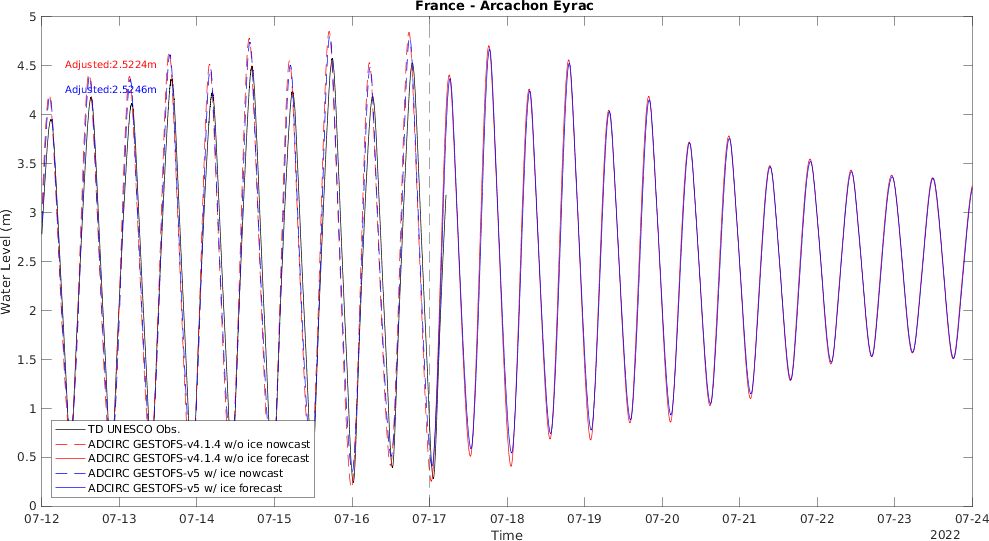 France - Arcachon Eyrac
5
4.5
4
3.5
3
2.5
2
1.5
1
0.5
0
Water Level (m)
Adjusted:2.5224m
Adjusted:2.5246m
TD UNESCO Obs.
ADCIRC GESTOFS-v4.1.4 w/o ice nowcast
ADCIRC GESTOFS-v4.1.4 w/o ice forecast
ADCIRC GESTOFS-v5 w/ ice nowcast
ADCIRC GESTOFS-v5 w/ ice forecast
07-12 07-13 07-14 07-15 07-16 07-17 07-18 07-19 07-20 07-21 07-22 07-23 07-24
Time
2022